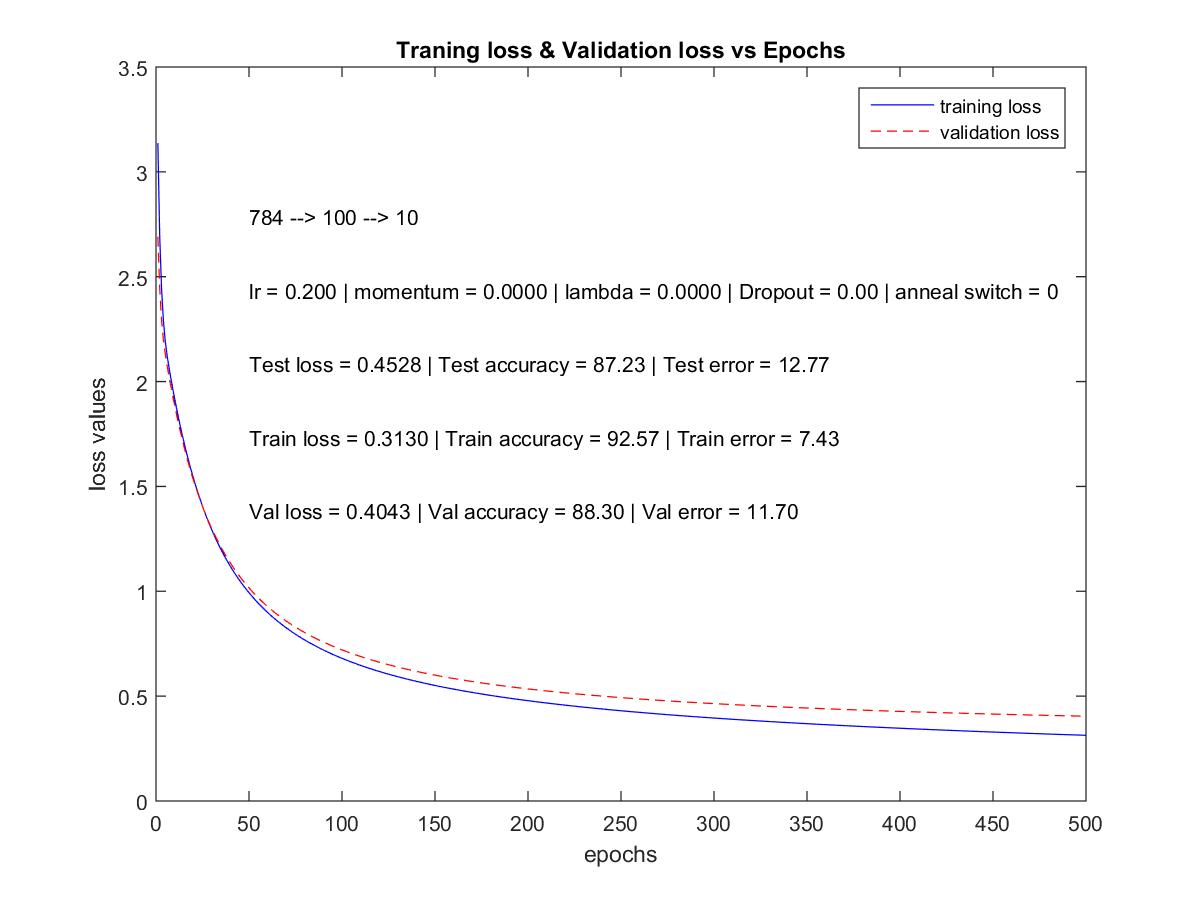 Traning loss & Validation loss vs Epochs
3.5
training loss
validation loss
3
784 --> 100 --> 10
2.5
lr = 0.200 | momentum = 0.0000 | lambda = 0.0000 | Dropout = 0.00 | anneal switch = 0
Test loss = 0.4528 | Test accuracy = 87.23 | Test error = 12.77
2
loss values
Train loss = 0.3130 | Train accuracy = 92.57 | Train error = 7.43
1.5
Val loss = 0.4043 | Val accuracy = 88.30 | Val error = 11.70
1
0.5
0
0 50 100 150 200 250 300 350 400 450 500
epochs